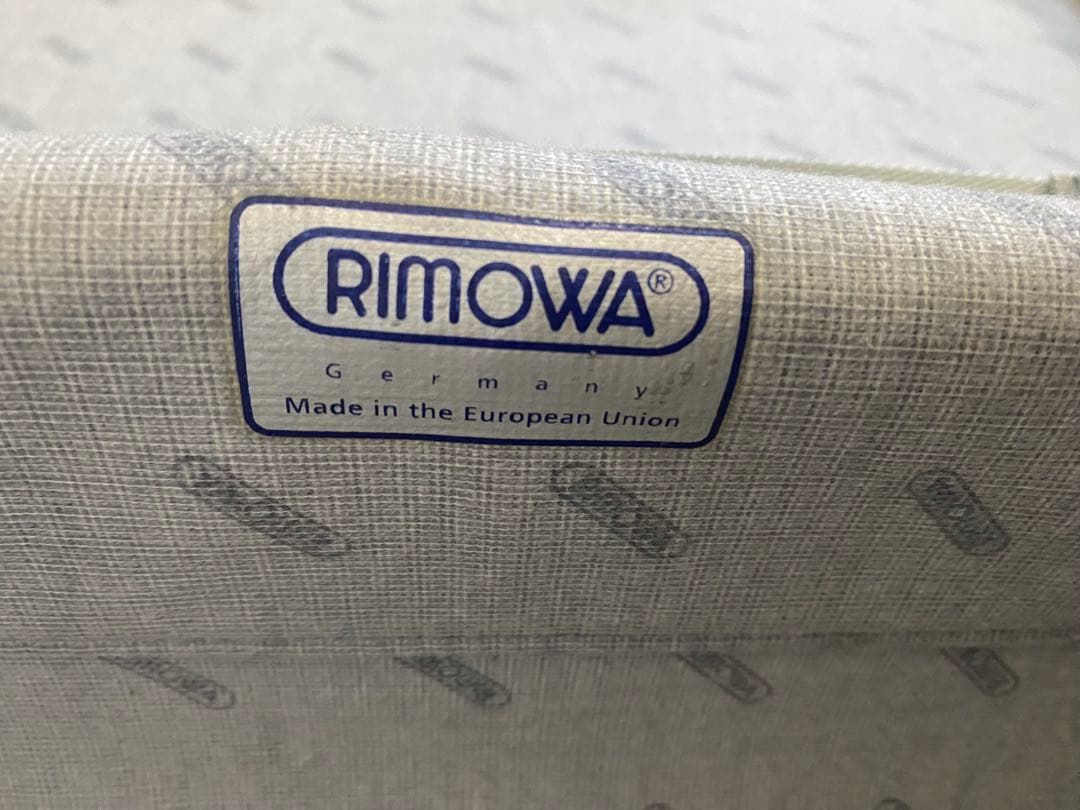 RIMOWA®
Germany
Made in the European Union